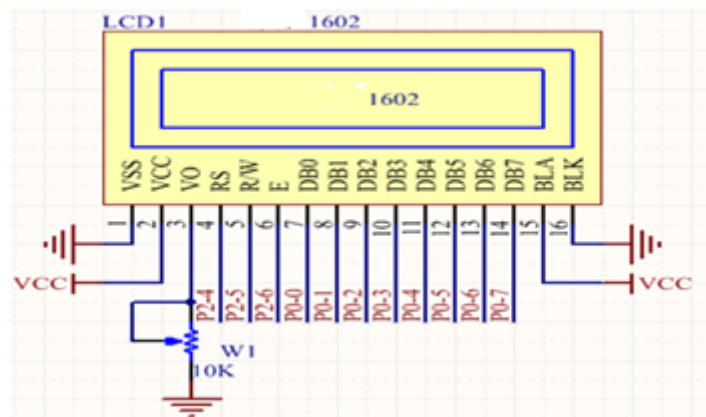 LCD1 1602
1602
VSS VCC VO RS R/W E DB0 DB1 DB2 DB3 DB4 DB5 DB6 DB7 BLA BLK
1 2 3 4 5 6 7 8 9 10 11 12 13 14 15 16
VCC P2-4 P2-5 P2-6 P0-0 P0-1 P0-2 P0-3 P0-4 P0-5 P0-6 P0-7 VCC
W1
10K